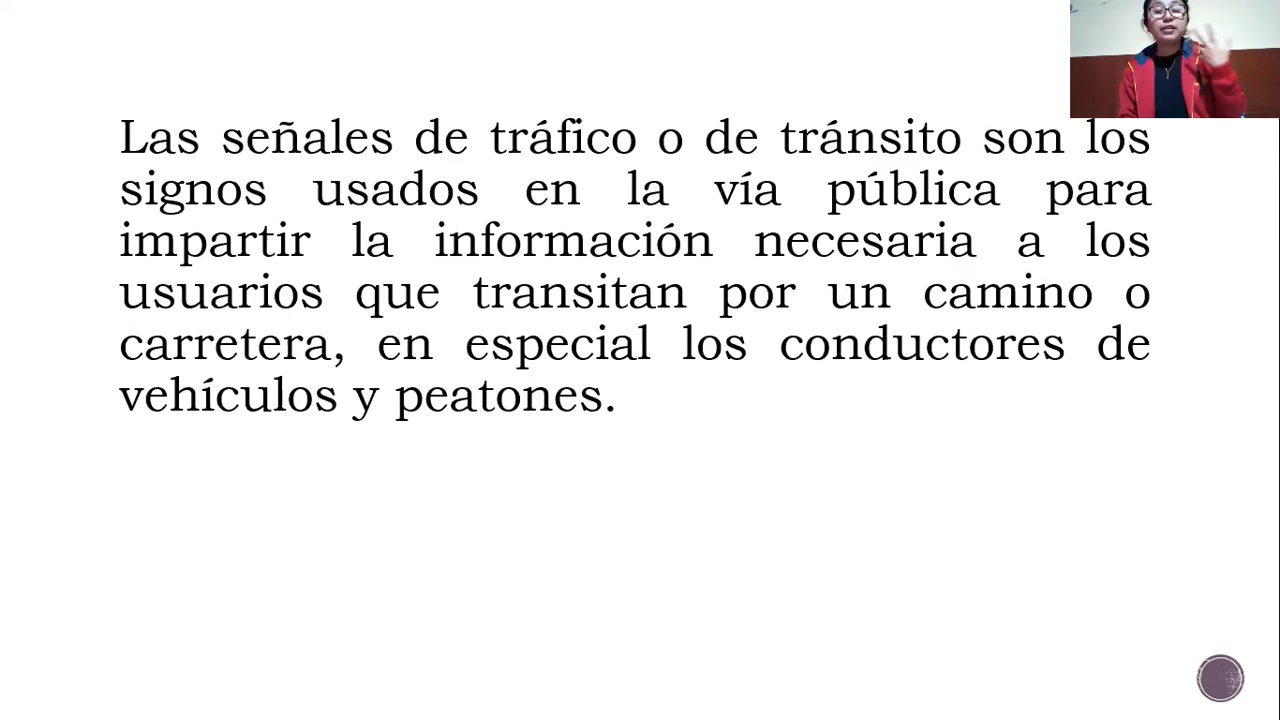 Las señales de tráfico o de tránsito son los
signos usados en la vía pública para
impartir la información necesaria a los
usuarios que transitan por un camino o
carretera, en especial los conductores de
vehículos y peatones.